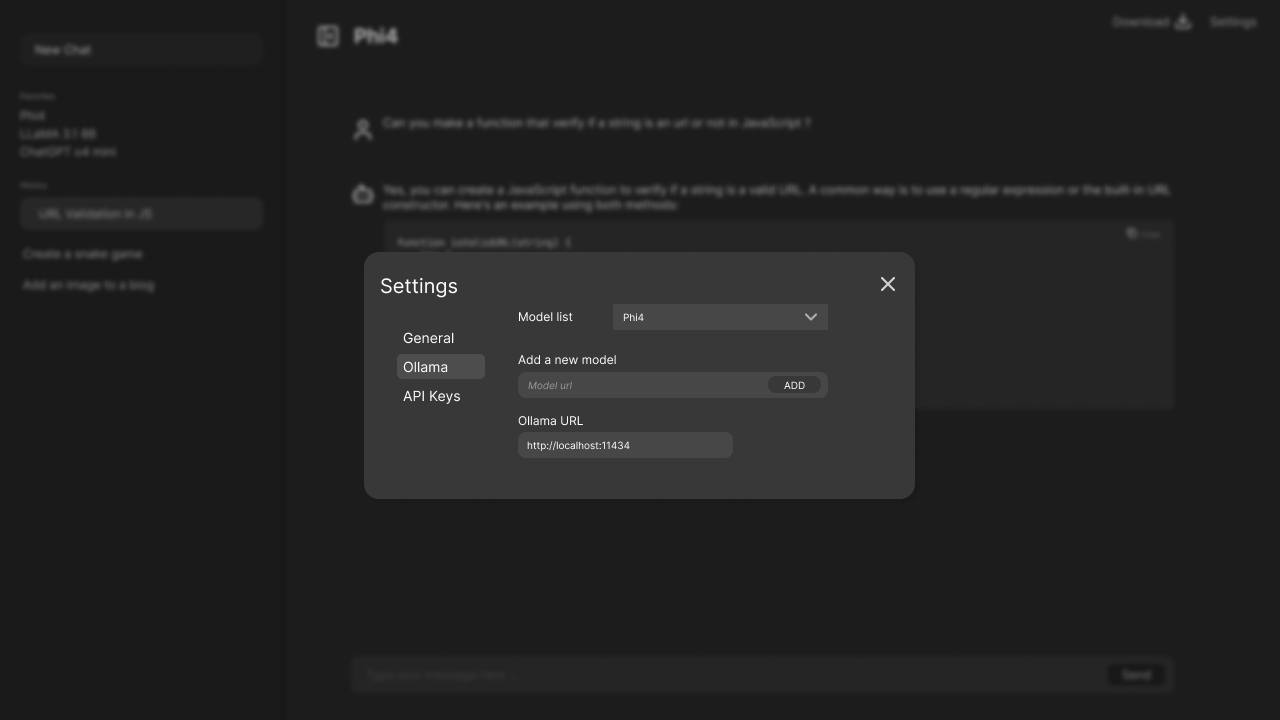 New Chat
Favorites
Phi4
LLaMA 3.1 8B
ChatGPT o4 mini
History
URL Validation in JS
Create a snake game
Add an image to a blog
Phi4
Download
Settings
Can you make a function that verify if a string is an url or not in JavaScript ?
Yes, you can create a JavaScript function to verify if a string is a valid URL. A common way is to use a regular expression or the built-in URL
constructor. Here's an example using both methods:
function isValidURL(string) {
Copy
Settings
General
Ollama
API Keys
Model list
Phi4
Add a new model
Model url
ADD
Ollama URL
http://localhost:11434
Type your message here ...
Send